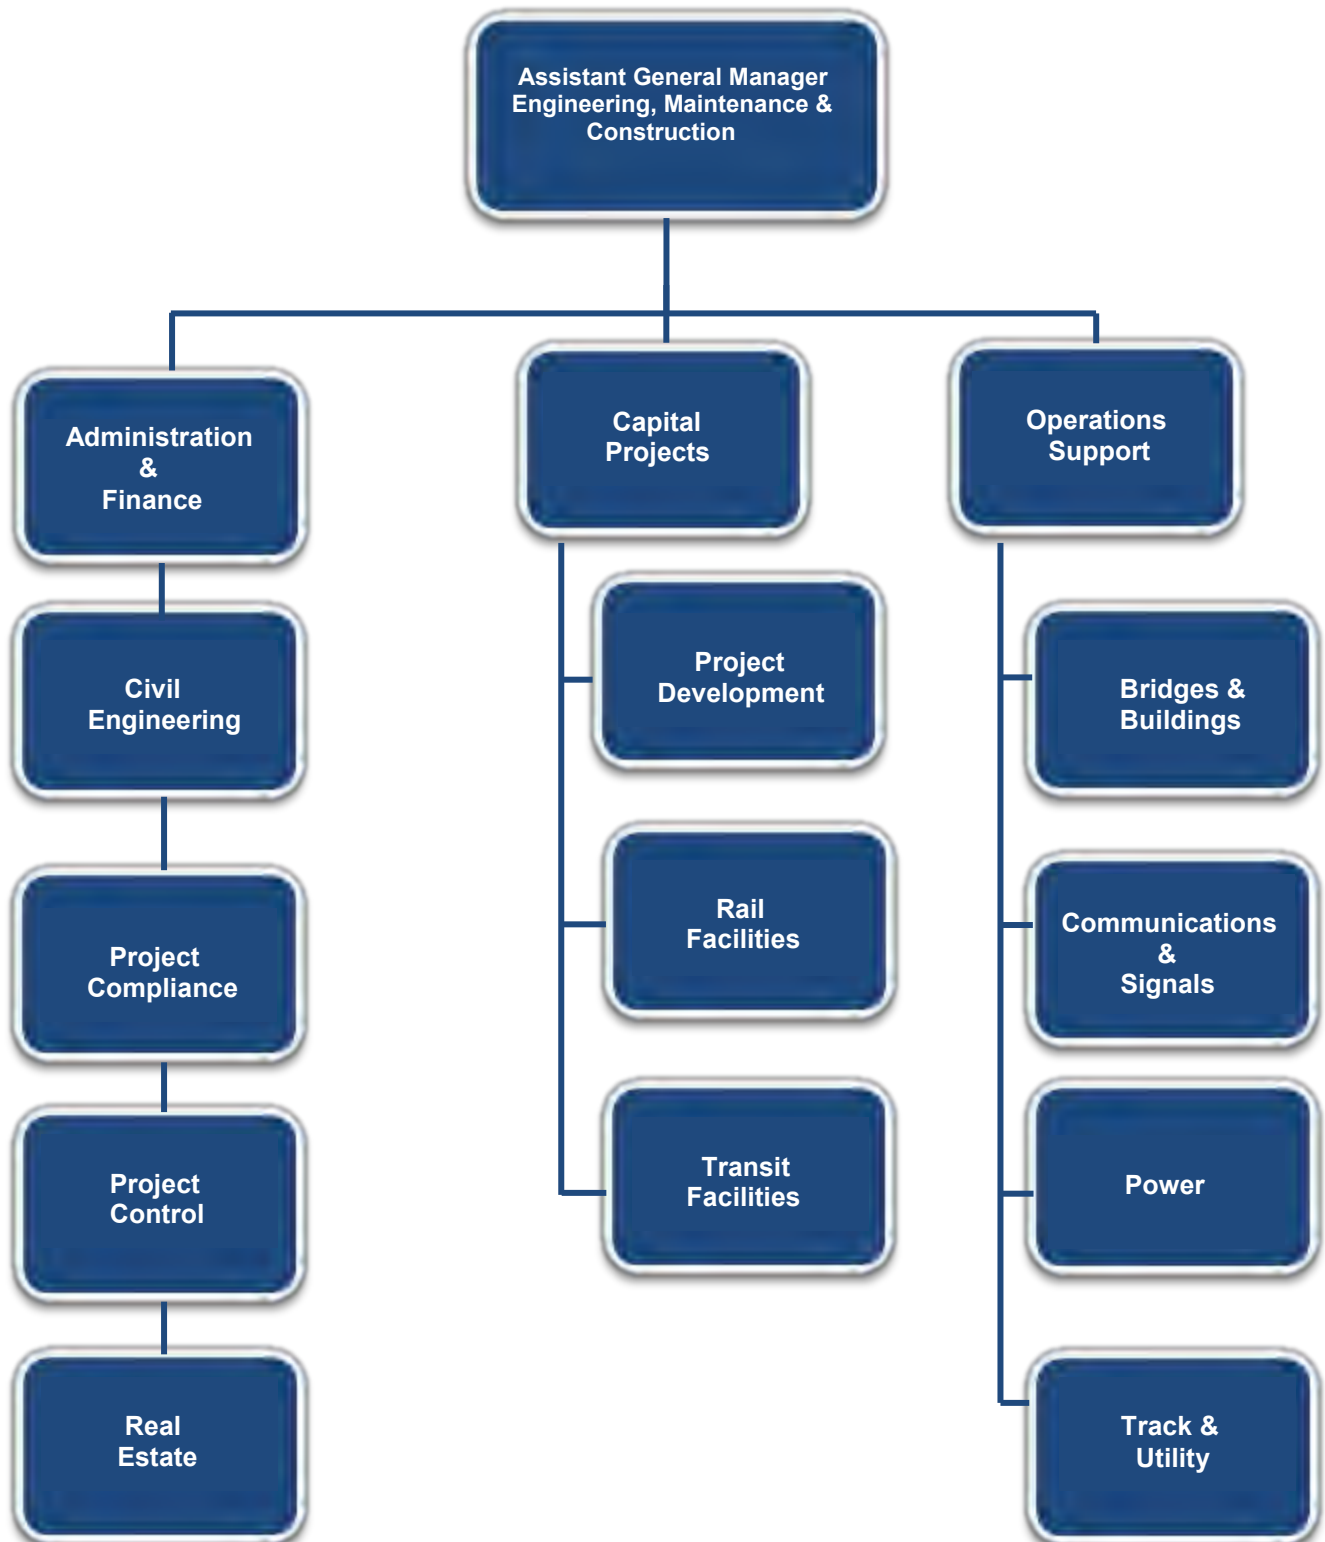 Assistant General Manager
Engineering, Maintenance &
Construction
Administration
&
Finance
Capital
Projects
Operations
Support
Civil
Engineering
Project
Development
Bridges &
Buildings
Project
Compliance
Rail
Facilities
Communications
&
Signals
Project
Control
Transit
Facilities
Power
Real
Estate
Track &
Utility